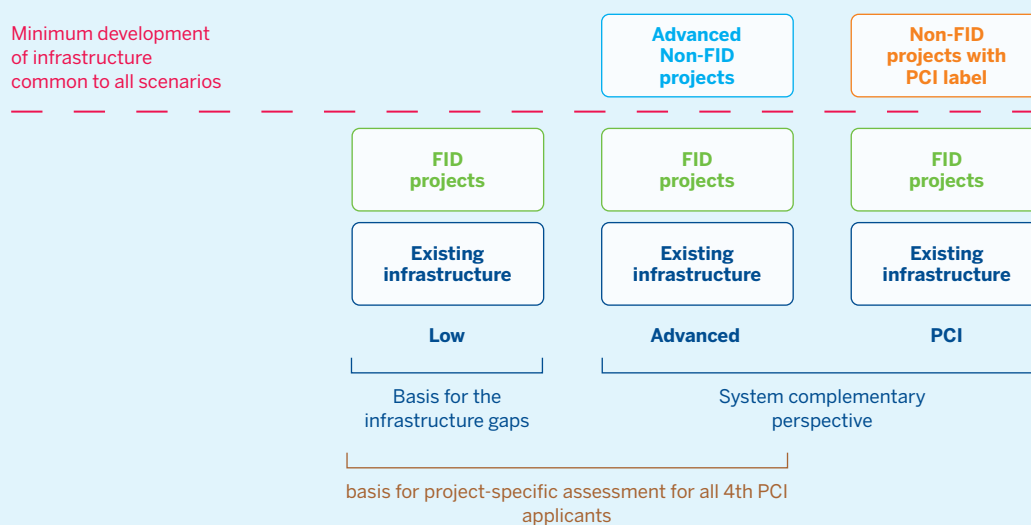 Minimum development
of infrastructure
common to all scenarios
Advanced
Non-FID
projects
Non-FID
projects with
PCI label
FID
projects
FID
projects
FID
projects
Existing
infrastructure
Existing
infrastructure
Existing
infrastructure
Low
Advanced
PCI
Basis for the
infrastructure gaps
System complementary
perspective
basis for project-specific assessment for all 4th PCI
applicants